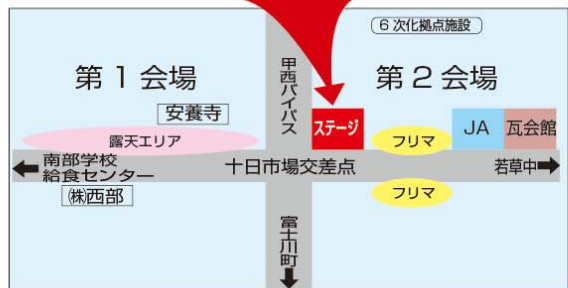 6次化拠点施設
第1会場
甲西バイパス
第2会場
安養寺
ステージ
露天エリア
フリマ
JA
瓦会館
南部学校
給食センター
十日市場交差点
若草中
㈱西部
フリマ
富士川町